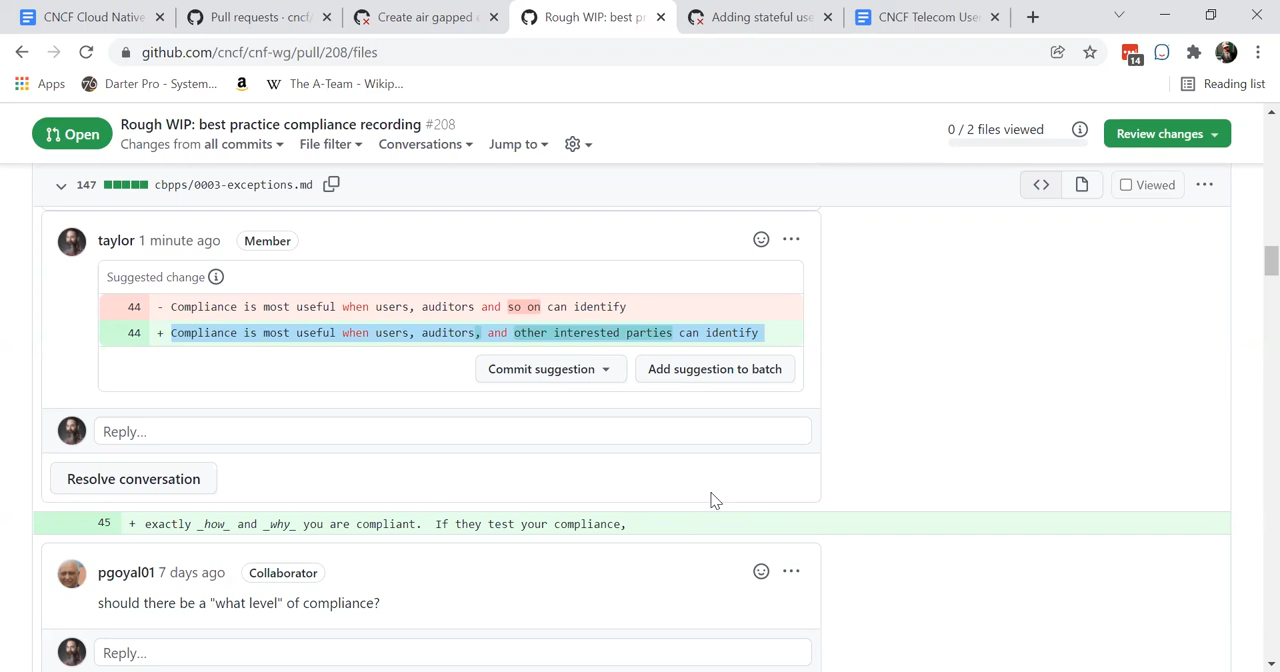 CNCF Cloud Native
Pull requests · cncf/
Create air gapped e
Rough WIP: best pr
Adding stateful use
CNCF Telecom User
github.com/cncf/cnf-wg/pull/208/files
14
Apps
76
Darter Pro - System...
a
W
The A-Team - Wikip...
Reading list
Open
Rough WIP: best practice compliance recording #208
Changes from all commits
File filter
Conversations
Jump to
0 / 2 files viewed
Review changes
147
cbpps/0003-exceptions.md
Viewed
taylor 1 minute ago
Member
Suggested change
44 - Compliance is most useful when users, auditors and so on can identify
44 + Compliance is most useful when users, auditors, and other interested parties can identify
Commit suggestion
Add suggestion to batch
Reply...
Resolve conversation
45 + exactly _how_ and _why_ you are compliant.  If they test your compliance,
pgoyal01 7 days ago
Collaborator
should there be a "what level" of compliance?
Reply...